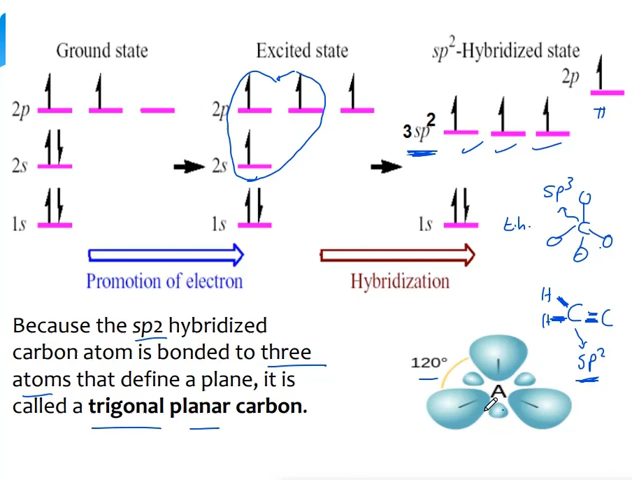 Ground state
Excited state
sp²-Hybridized state
2p
2p
2p
π
3 sp²
2s
2s
1s
1s
1s
Promotion of electron
Hybridization
sp³
t.h.
C
H
H
C = C
sp²
Because the sp2 hybridized
carbon atom is bonded to three
atoms that define a plane, it is
called a trigonal planar carbon.
120°
A